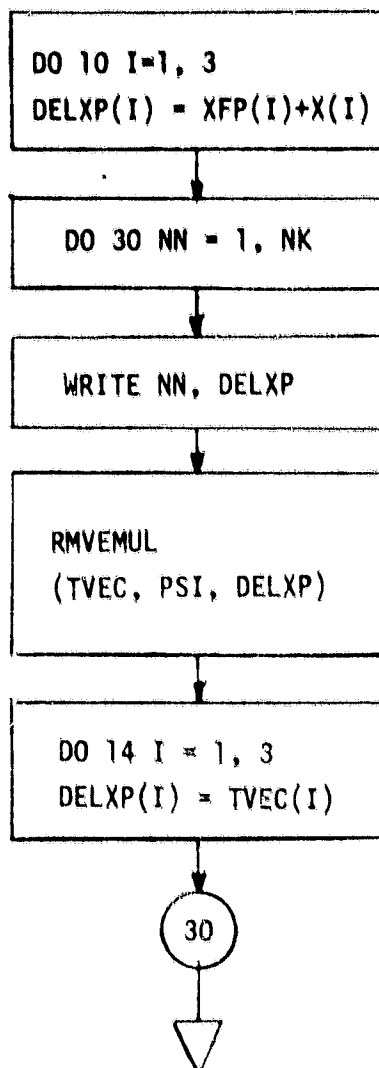 DO 10 I=1, 3
DELXP(I) = XFP(I)+X(I)
DO 30 NN = 1, NK
WRITE NN, DELXP
RMVEMUL
(TVEC, PSI, DELXP)
DO 14 I = 1, 3
DELXP(I) = TVEC(I)
30